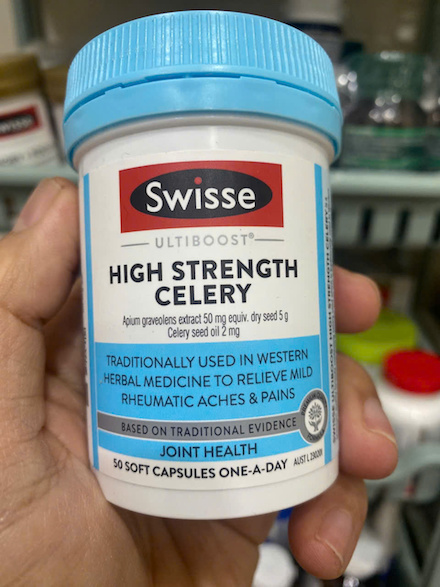 Swisse
ULTIBOOST®
HIGH STRENGTH
CELERY
Apium graveolens extract 50 mg equiv. dry seed 5 g
Celery seed oil 2 mg
TRADITIONALLY USED IN WESTERN
HERBAL MEDICINE TO RELIEVE MILD
RHEUMATIC ACHES & PAINS
BASED ON TRADITIONAL EVIDENCE
JOINT HEALTH
50 SOFT CAPSULES ONE-A-DAY AUST L